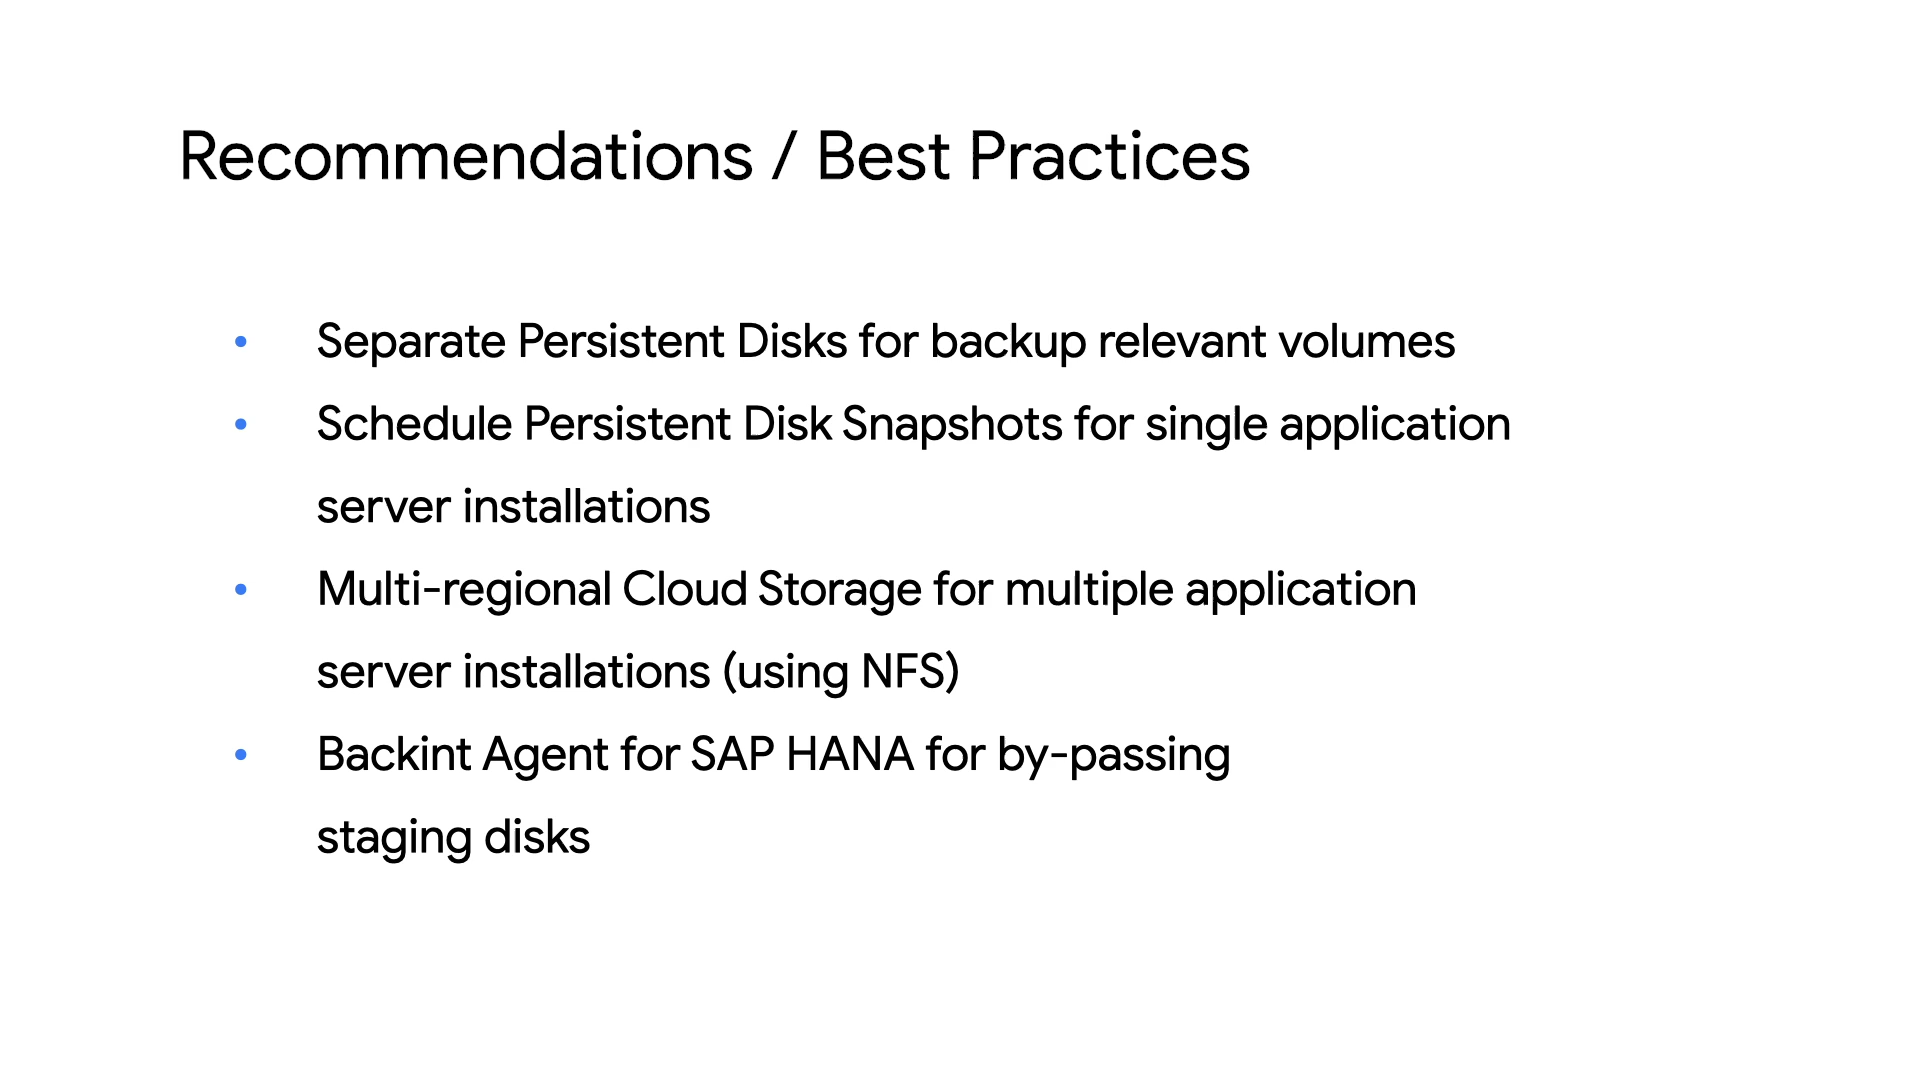 Recommendations / Best Practices
• Separate Persistent Disks for backup relevant volumes
• Schedule Persistent Disk Snapshots for single application
server installations
• Multi-regional Cloud Storage for multiple application
server installations (using NFS)
• Backint Agent for SAP HANA for by-passing
staging disks